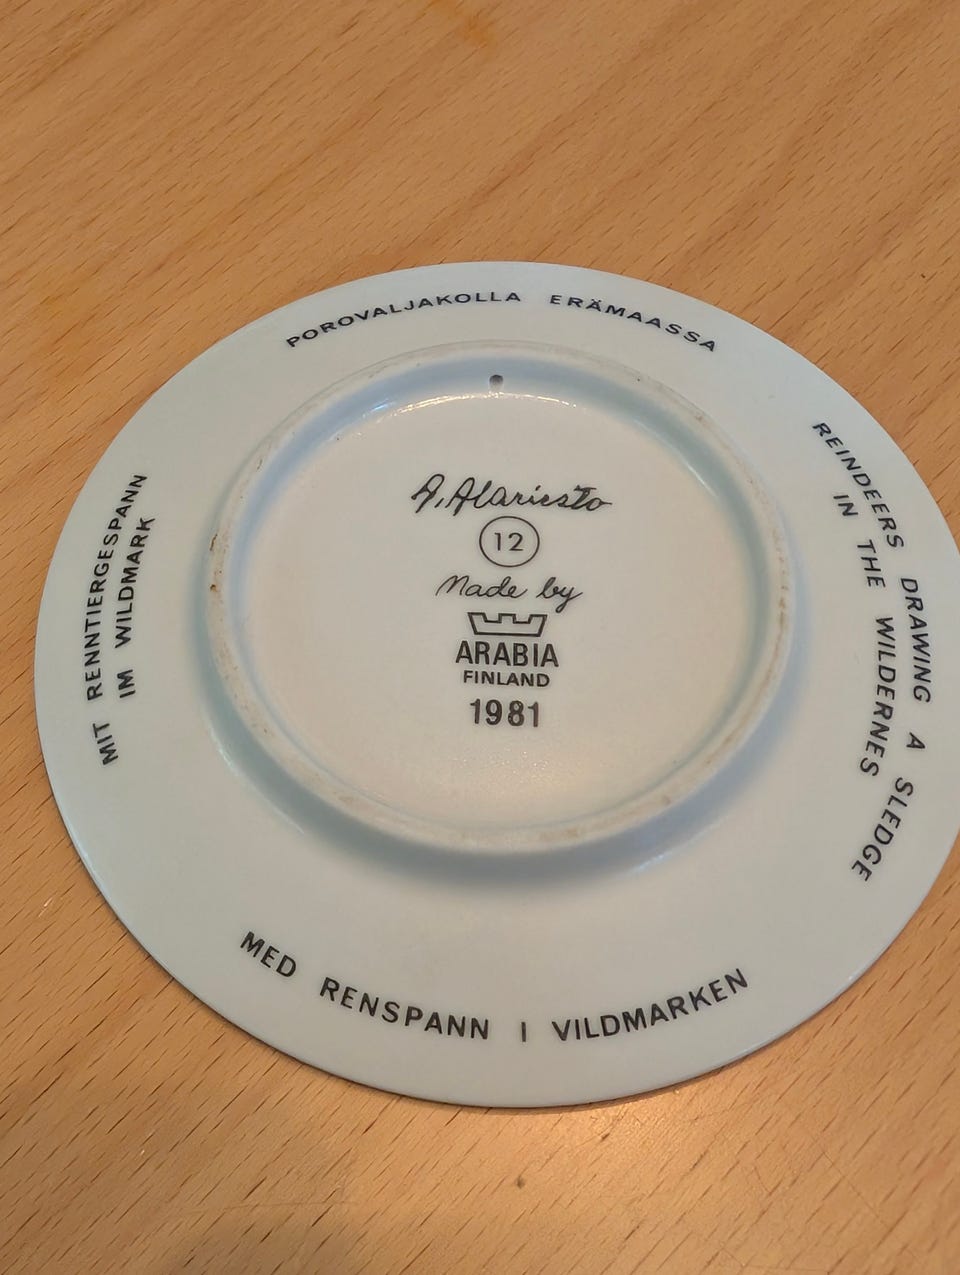 POROVALJAKOLLA ERÄMAASSA
REINDEERS DRAWING A SLEDGE
IN THE WILDERNES
MED RENSPANN I VILDMARKEN
MIT RENNTIERGESPANN
IM WILDMARK
A. Alariesto
12
Made by
ARABIA
FINLAND
1981